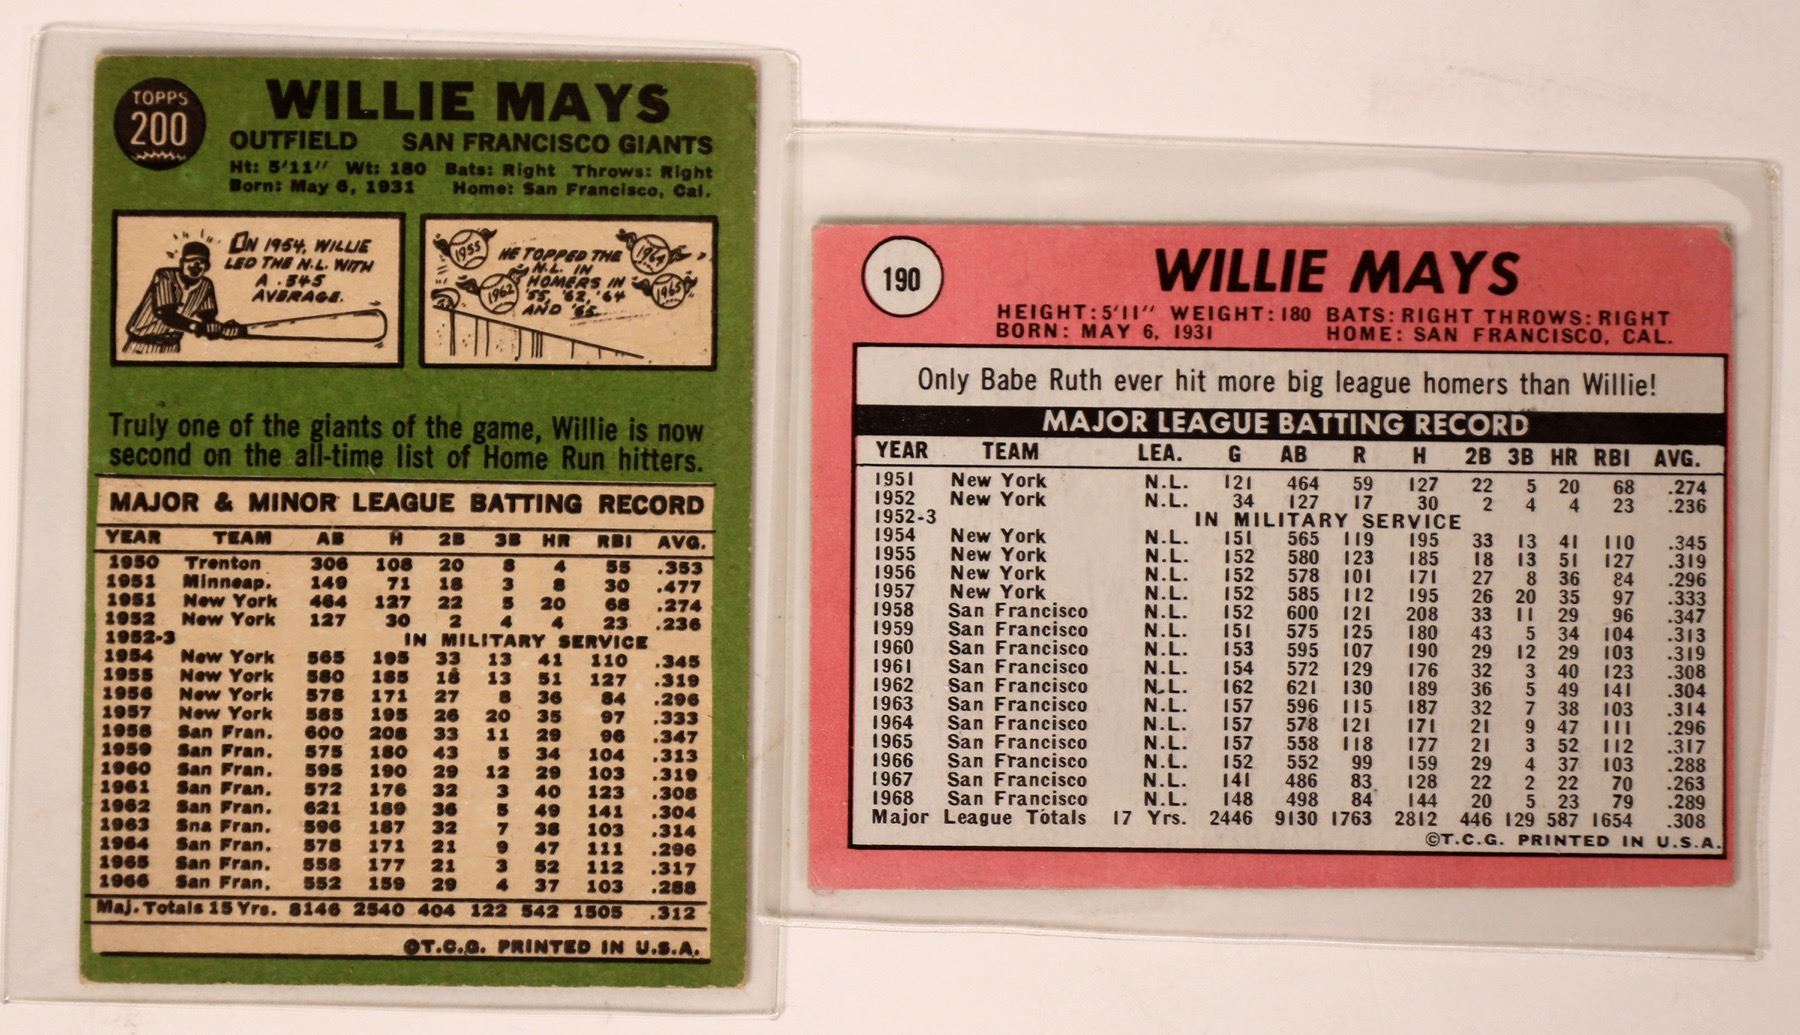 TOPPS
200
WILLIE MAYS
OUTFIELD SAN FRANCISCO GIANTS
Ht: 5'11" Wt: 180 Bats: Right Throws: Right
Born: May 6, 1931 Home: San Francisco, Cal.
ON 1954, WILLIE
LED THE N.L. WITH
A .345
AVERAGE.
1955
1962
1964
1965
HE TOPPED THE
N.L. IN
HOMERS IN
'55, '62, '64
AND '65.
Truly one of the giants of the game, Willie is now
second on the all-time list of Home Run hitters.
MAJOR & MINOR LEAGUE BATTING RECORD
YEAR TEAM AB H 2B 3B HR RBI AVG.
1950 Trenton 306 108 20 8 4 55 .353
1951 Minneap. 149 71 18 3 8 30 .477
1951 New York 464 127 22 5 20 68 .274
1952 New York 127 30 2 4 4 23 .236
1952-3 IN MILITARY SERVICE
1954 New York 565 195 33 13 41 110 .345
1955 New York 580 185 18 13 51 127 .319
1956 New York 578 171 27 8 36 84 .296
1957 New York 585 195 26 20 35 97 .333
1958 San Fran. 600 208 33 11 29 96 .347
1959 San Fran. 575 180 43 5 34 104 .313
1960 San Fran. 595 190 29 12 29 103 .319
1961 San Fran. 572 176 32 3 40 123 .308
1962 San Fran. 621 189 36 5 49 141 .304
1963 Sna Fran. 596 187 32 7 38 103 .314
1964 San Fran. 578 171 21 9 47 111 .296
1965 San Fran. 558 177 21 3 52 112 .317
1966 San Fran. 552 159 29 4 37 103 .288
Maj. Totals 15 Yrs. 8146 2540 404 122 542 1505 .312
©T.C.G. PRINTED IN U.S.A.
190
WILLIE MAYS
HEIGHT: 5'11" WEIGHT: 180 BATS: RIGHT THROWS: RIGHT
BORN: MAY 6, 1931 HOME: SAN FRANCISCO, CAL.
Only Babe Ruth ever hit more big league homers than Willie!
MAJOR LEAGUE BATTING RECORD
YEAR TEAM LEA. G AB R H 2B 3B HR RBI AVG.
1951 New York N.L. 121 464 59 127 22 5 20 68 .274
1952 New York N.L. 34 127 17 30 2 4 4 23 .236
1952-3 IN MILITARY SERVICE
1954 New York N.L. 151 565 119 195 33 13 41 110 .345
1955 New York N.L. 152 580 123 185 18 13 51 127 .319
1956 New York N.L. 152 578 101 171 27 8 36 84 .296
1957 New York N.L. 152 585 112 195 26 20 35 97 .333
1958 San Francisco N.L. 152 600 121 208 33 11 29 96 .347
1959 San Francisco N.L. 151 575 125 180 43 5 34 104 .313
1960 San Francisco N.L. 153 595 107 190 29 12 29 103 .319
1961 San Francisco N.L. 154 572 129 176 32 3 40 123 .308
1962 San Francisco N.L. 162 621 130 189 36 5 49 141 .304
1963 San Francisco N.L. 157 596 115 187 32 7 38 103 .314
1964 San Francisco N.L. 157 578 121 171 21 9 47 111 .296
1965 San Francisco N.L. 157 558 118 177 21 3 52 112 .317
1966 San Francisco N.L. 152 552 99 159 29 4 37 103 .288
1967 San Francisco N.L. 141 486 83 128 22 2 22 70 .263
1968 San Francisco N.L. 148 498 84 144 20 5 23 79 .289
Major League Totals 17 Yrs. 2446 9130 1763 2812 446 129 587 1654 .308
©T.C.G. PRINTED IN U.S.A.